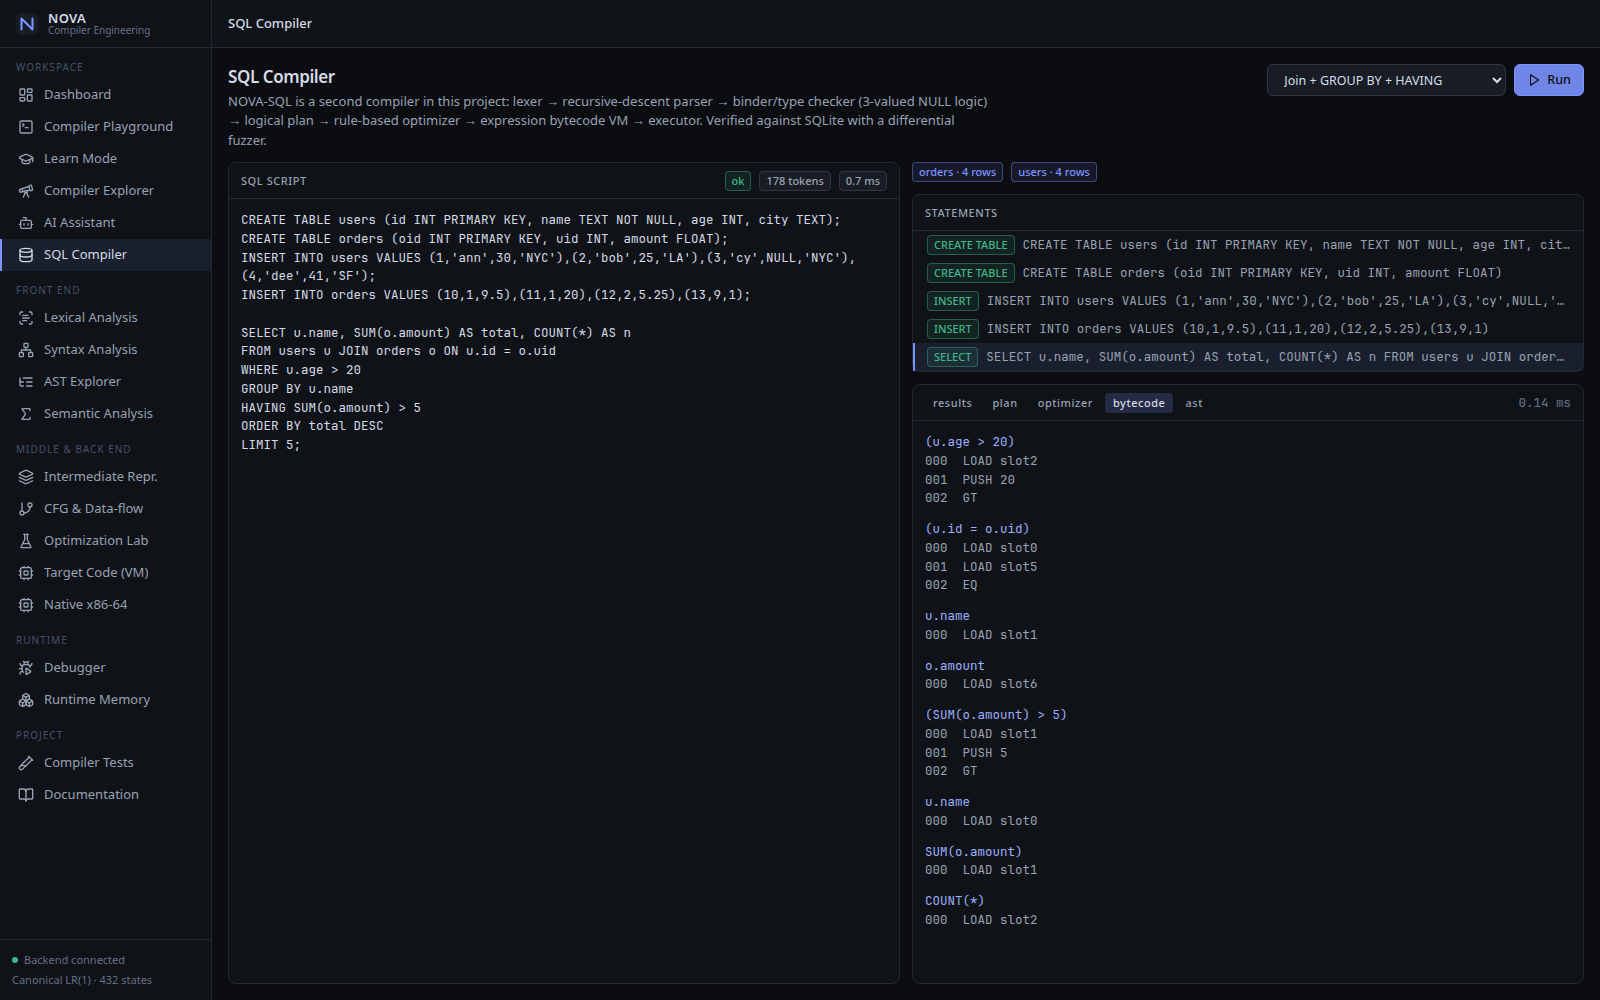 NOVA
Compiler Engineering
WORKSPACE
Dashboard
Compiler Playground
Learn Mode
Compiler Explorer
AI Assistant
SQL Compiler
FRONT END
Lexical Analysis
Syntax Analysis
AST Explorer
Semantic Analysis
MIDDLE & BACK END
Intermediate Repr.
CFG & Data-flow
Optimization Lab
Target Code (VM)
Native x86-64
RUNTIME
Debugger
Runtime Memory
PROJECT
Compiler Tests
Documentation
Backend connected
Canonical LR(1) · 432 states
SQL Compiler
SQL Compiler
NOVA-SQL is a second compiler in this project: lexer → recursive-descent parser → binder/type checker (3-valued NULL logic)
→ logical plan → rule-based optimizer → expression bytecode VM → executor. Verified against SQLite with a differential
fuzzer.
Join + GROUP BY + HAVING
Run
SQL SCRIPT
ok
178 tokens
0.7 ms
CREATE TABLE users (id INT PRIMARY KEY, name TEXT NOT NULL, age INT, city TEXT);
CREATE TABLE orders (oid INT PRIMARY KEY, uid INT, amount FLOAT);
INSERT INTO users VALUES (1,'ann',30,'NYC'),(2,'bob',25,'LA'),(3,'cy',NULL,'NYC'),
(4,'dee',41,'SF');
INSERT INTO orders VALUES (10,1,9.5),(11,1,20),(12,2,5.25),(13,9,1);
SELECT u.name, SUM(o.amount) AS total, COUNT(*) AS n
FROM users u JOIN orders o ON u.id = o.uid
WHERE u.age > 20
GROUP BY u.name
HAVING SUM(o.amount) > 5
ORDER BY total DESC
LIMIT 5;
orders · 4 rows
users · 4 rows
STATEMENTS
CREATE TABLE CREATE TABLE users (id INT PRIMARY KEY, name TEXT NOT NULL, age INT, cit…
CREATE TABLE CREATE TABLE orders (oid INT PRIMARY KEY, uid INT, amount FLOAT)
INSERT INSERT INTO users VALUES (1,'ann',30,'NYC'),(2,'bob',25,'LA'),(3,'cy',NULL,'…
INSERT INSERT INTO orders VALUES (10,1,9.5),(11,1,20),(12,2,5.25),(13,9,1)
SELECT SELECT u.name, SUM(o.amount) AS total, COUNT(*) AS n FROM users u JOIN order…
results plan optimizer bytecode ast 0.14 ms
(u.age > 20)
000 LOAD slot2
001 PUSH 20
002 GT
(u.id = o.uid)
000 LOAD slot0
001 LOAD slot5
002 EQ
u.name
000 LOAD slot1
o.amount
000 LOAD slot6
(SUM(o.amount) > 5)
000 LOAD slot1
001 PUSH 5
002 GT
u.name
000 LOAD slot0
SUM(o.amount)
000 LOAD slot1
COUNT(*)
000 LOAD slot2